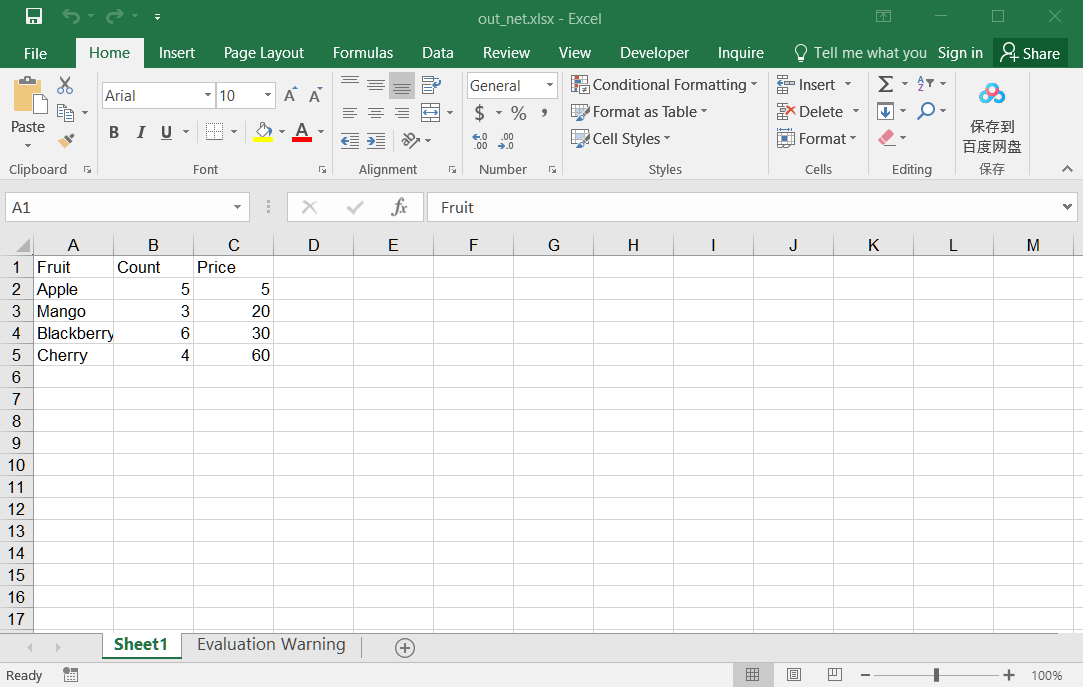 out_net.xlsx - Excel
File Home Insert Page Layout Formulas Data Review View Developer Inquire Tell me what you Sign in Share
Arial 10 General Conditional Formatting Insert
Paste $ % , Format as Table Delete 保存到
B I U A Cell Styles Format 百度网盘
Clipboard Font Alignment Number Styles Cells Editing 保存
A1 fx Fruit
A B C D E F G H I J K L M
1 Fruit Count Price
2 Apple 5 5
3 Mango 3 20
4 Blackberry 6 30
5 Cherry 4 60
6
7
8
9
10
11
12
13
14
15
16
17
Sheet1 Evaluation Warning
Ready 100%